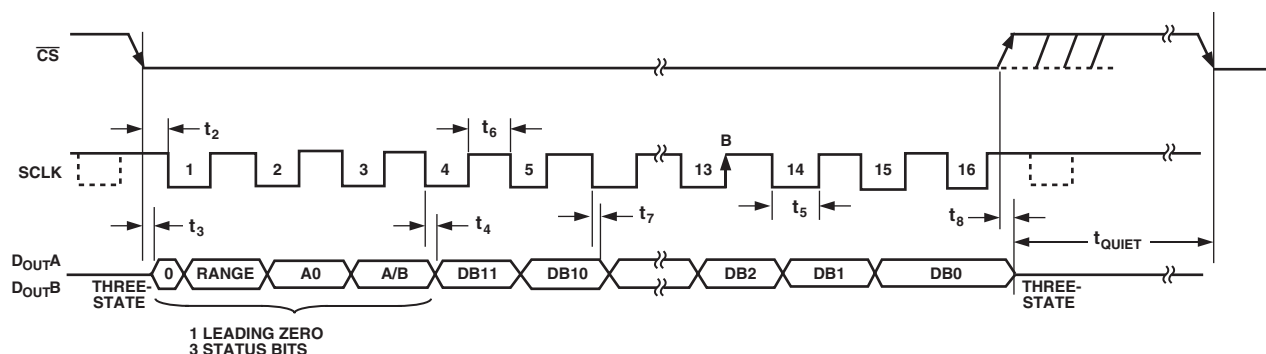 CS
t2
t6
B
SCLK
1
2
3
4
5
13
14
15
16
t3
t4
t7
t5
t8
tQUIET
DOUTA
DOUTB
THREE-
STATE
0
RANGE
A0
A/B
DB11
DB10
DB2
DB1
DB0
THREE-
STATE
1 LEADING ZERO
3 STATUS BITS